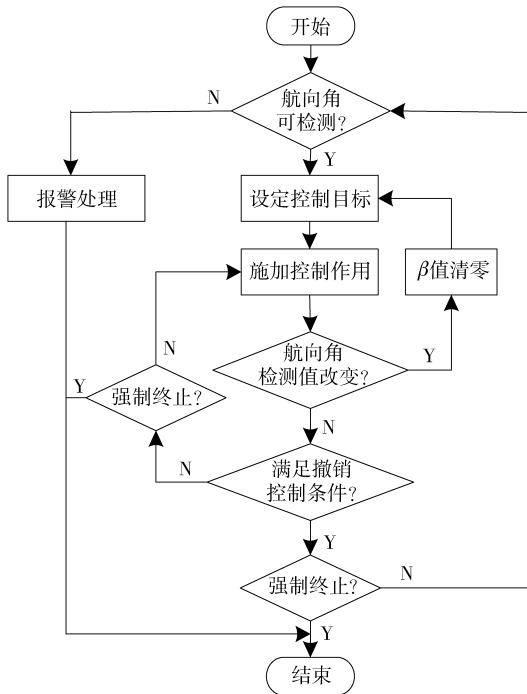 开始
N
航向角
可检测?
Y
报警处理
设定控制目标
施加控制作用
β值清零
N
航向角
检测值改变?
Y
Y
强制终止?
N
N
满足撤销
控制条件?
Y
强制终止?
N
Y
结束